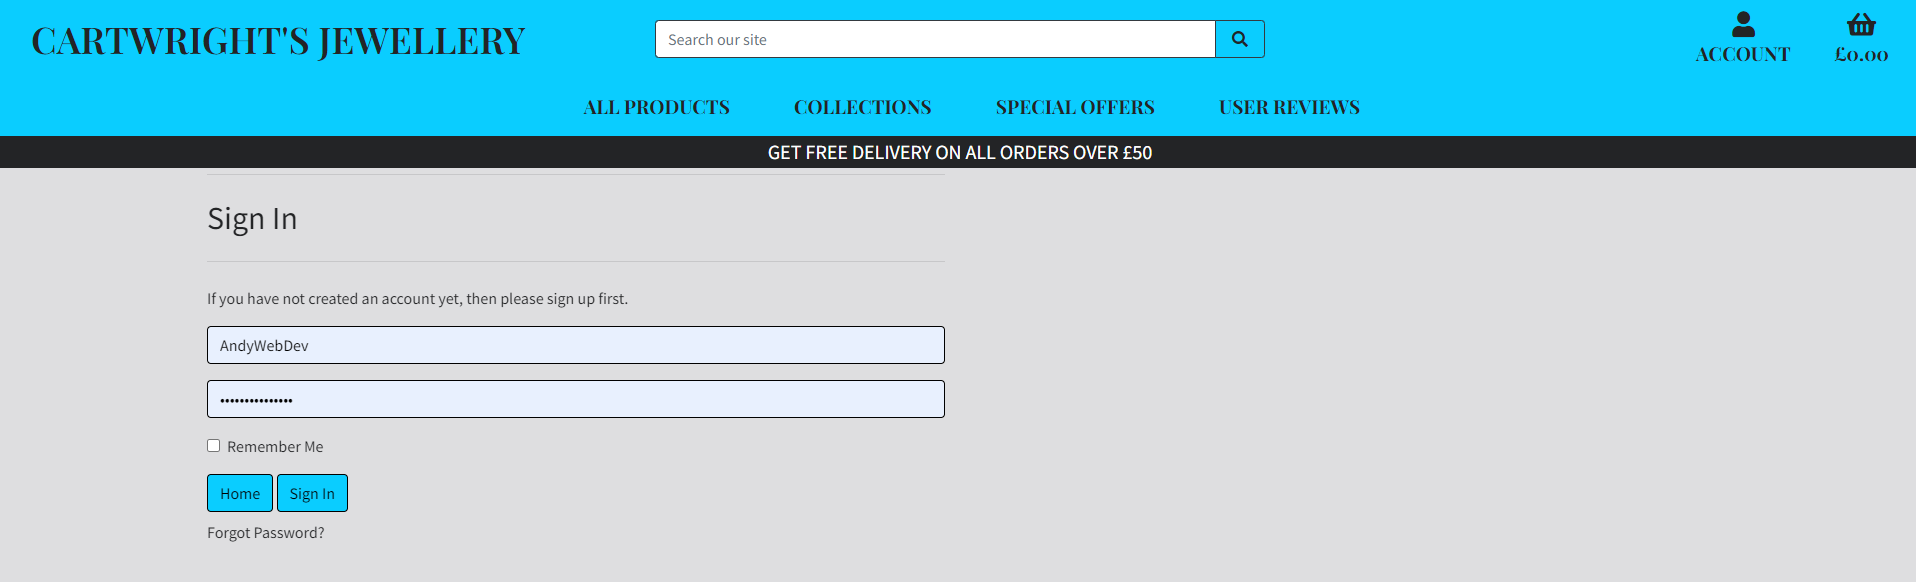 CARTWRIGHT'S JEWELLERY
Search our site
ACCOUNT
£0.00
ALL PRODUCTS
COLLECTIONS
SPECIAL OFFERS
USER REVIEWS
GET FREE DELIVERY ON ALL ORDERS OVER £50
Sign In
If you have not created an account yet, then please sign up first.
AndyWebDev
•••••••••••••••
Remember Me
Home
Sign In
Forgot Password?